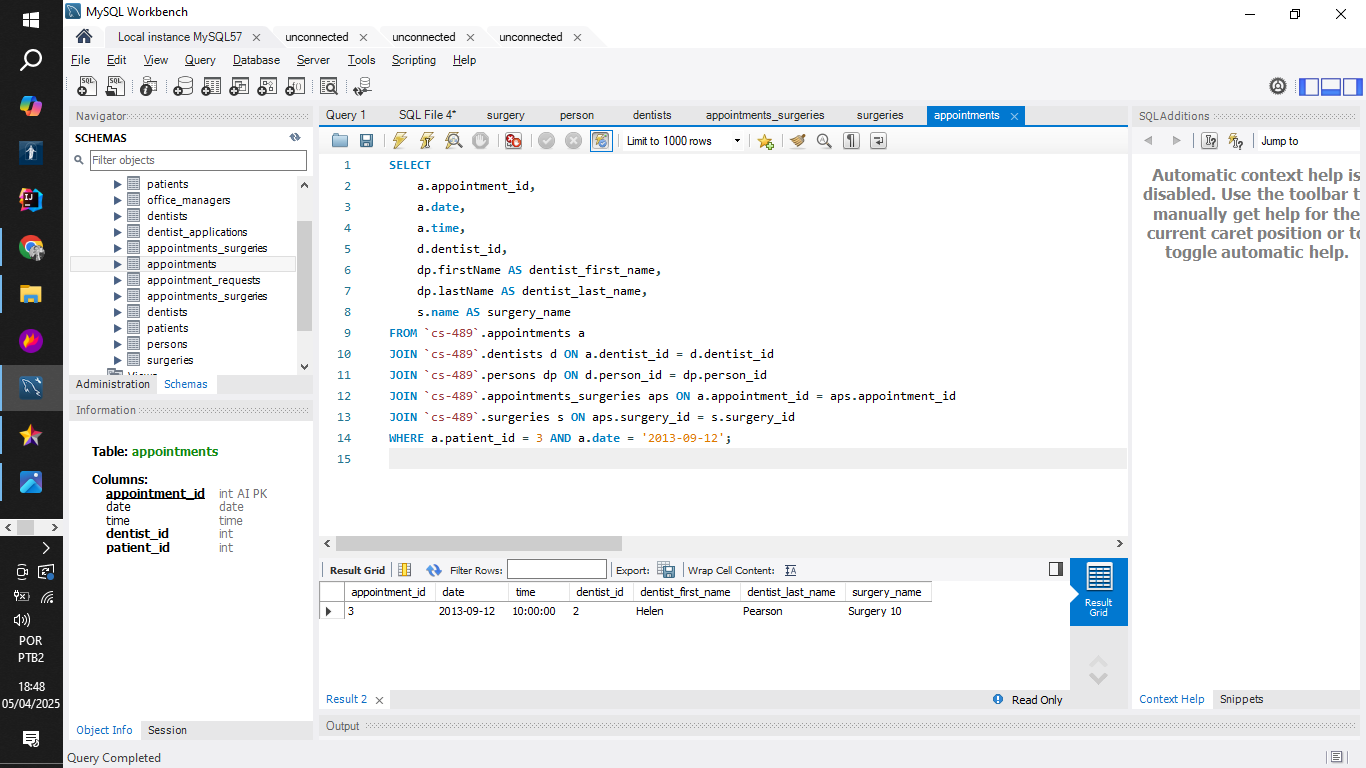 MySQL Workbench
Local instance MySQL57
unconnected
unconnected
unconnected
File Edit View Query Database Server Tools Scripting Help
Navigator
SCHEMAS
Filter objects
patients
office_managers
dentists
dentist_applications
appointments_surgeries
appointments
appointment_requests
appointments_surgeries
dentists
patients
persons
surgeries
Administration Schemas
Information
Table: appointments
Columns:
appointment_id int AI PK
date date
time time
dentist_id int
patient_id int
Object Info Session
Query Completed
Query 1 SQL File 4* surgery person dentists appointments_surgeries surgeries appointments
Limit to 1000 rows
1 SELECT
2 a.appointment_id,
3 a.date,
4 a.time,
5 d.dentist_id,
6 dp.firstName AS dentist_first_name,
7 dp.lastName AS dentist_last_name,
8 s.name AS surgery_name
9 FROM `cs-489`.appointments a
10 JOIN `cs-489`.dentists d ON a.dentist_id = d.dentist_id
11 JOIN `cs-489`.persons dp ON d.person_id = dp.person_id
12 JOIN `cs-489`.appointments_surgeries aps ON a.appointment_id = aps.appointment_id
13 JOIN `cs-489`.surgeries s ON aps.surgery_id = s.surgery_id
14 WHERE a.patient_id = 3 AND a.date = '2013-09-12';
15
Result Grid Filter Rows: Export: Wrap Cell Content:
appointment_id date time dentist_id dentist_first_name dentist_last_name surgery_name
3 2013-09-12 10:00:00 2 Helen Pearson Surgery 10
Result
Grid
Result 2
Read Only
Output
SQLAdditions
Jump to
Automatic context help is
disabled. Use the toolbar t
manually get help for the
current caret position or to
toggle automatic help.
Context Help Snippets
POR
PTB2
18:48
05/04/2025